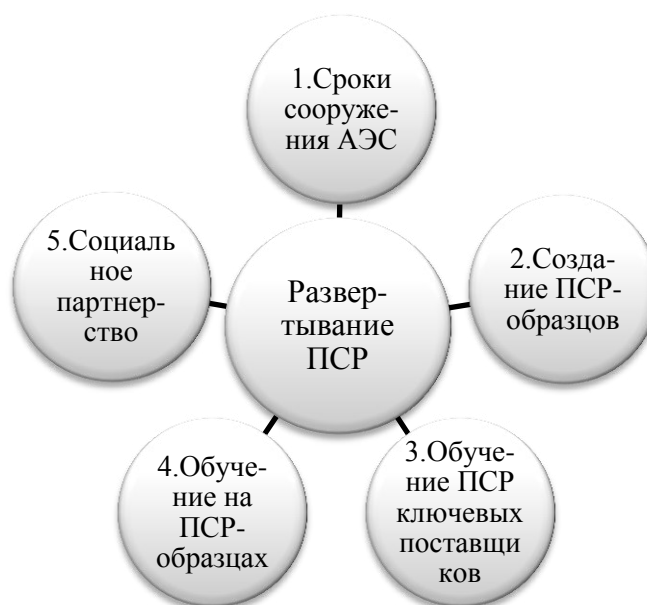 1.Сроки
сооруже-
ния АЭС
5.Социаль
ное
партнер-
ство
Развер-
тывание
ПСР
2.Созда-
ние ПСР-
образцов
4.Обуче-
ние на
ПСР-
образцах
3.Обуче-
ние ПСР
ключевых
поставщи
ков